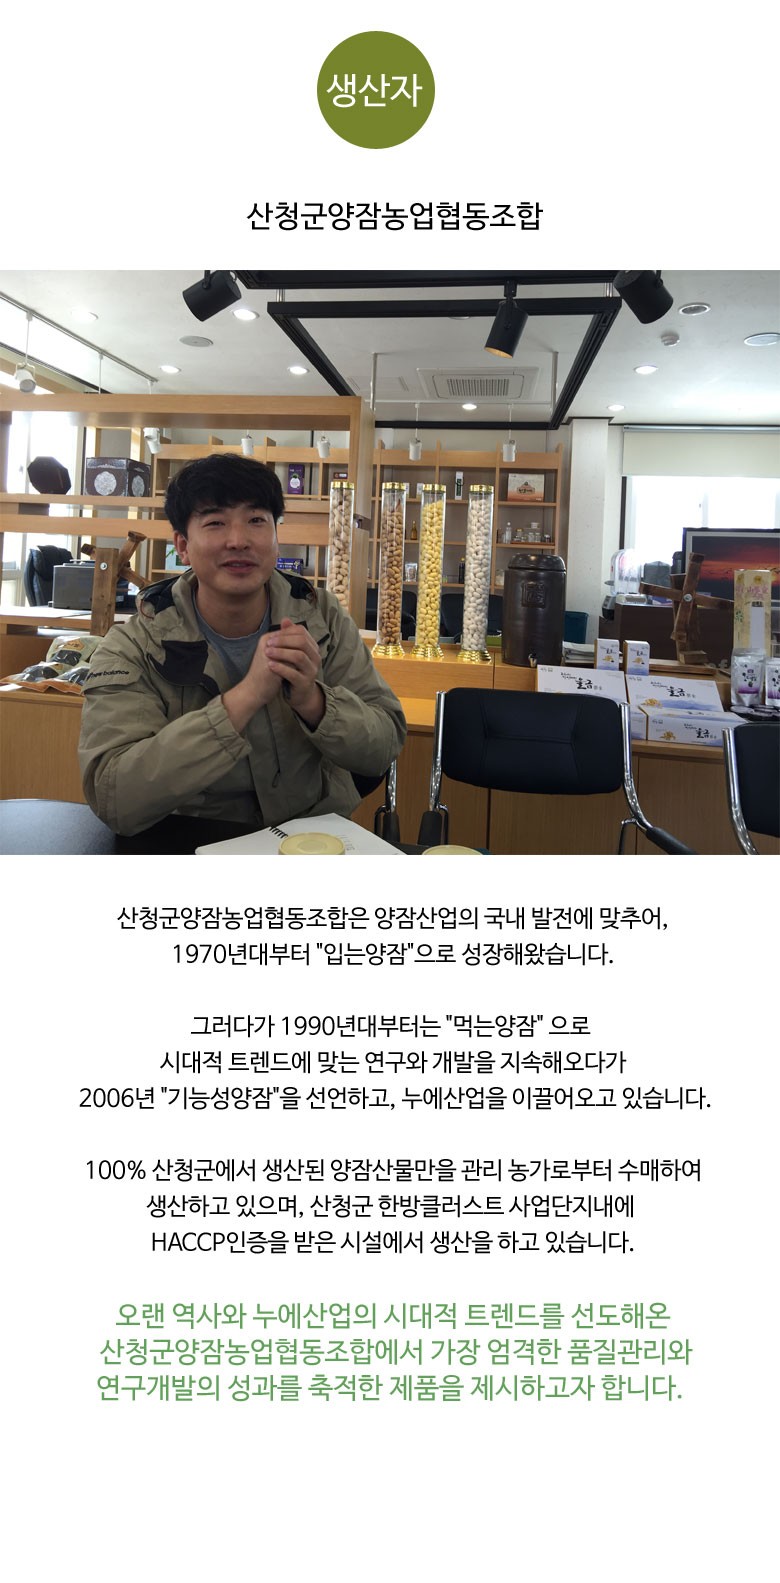 생산자
산청군양잠농업협동조합
new balance
울금
울금
산청군양잠농업협동조합은 양잠산업의 국내 발전에 맞추어,
1970년대부터 "입는양잠"으로 성장해왔습니다.
그러다가 1990년대부터는 "먹는양잠" 으로
시대적 트렌드에 맞는 연구와 개발을 지속해오다가
2006년 "기능성양잠"을 선언하고, 누에산업을 이끌어오고 있습니다.
100% 산청군에서 생산된 양잠산물만을 관리 농가로부터 수매하여
생산하고 있으며, 산청군 한방클러스트 사업단지내에
HACCP인증을 받은 시설에서 생산을 하고 있습니다.
오랜 역사와 누에산업의 시대적 트렌드를 선도해온
산청군양잠농업협동조합에서 가장 엄격한 품질관리와
연구개발의 성과를 축적한 제품을 제시하고자 합니다.